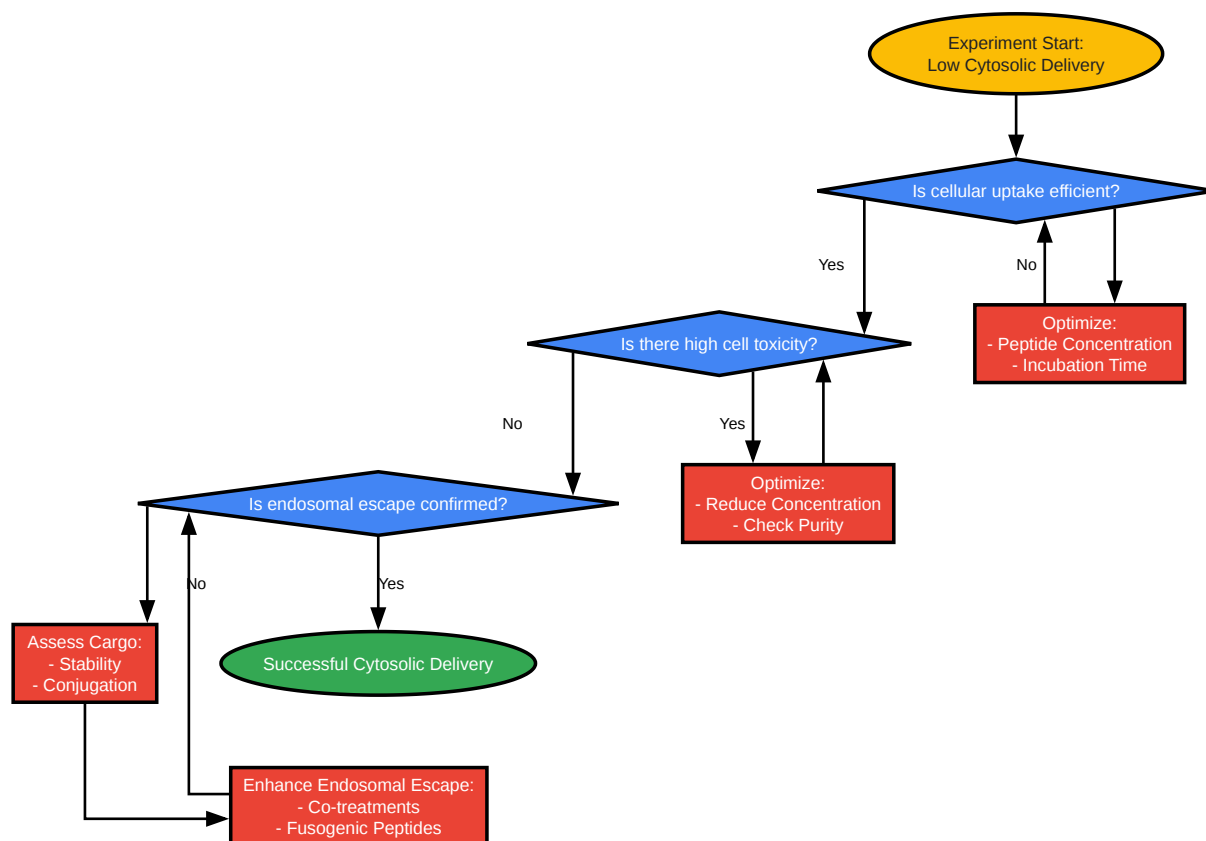 Experiment Start:
Low Cytosolic Delivery
Is cellular uptake efficient?
Yes
No
Optimize:
- Peptide Concentration
- Incubation Time
Is there high cell toxicity?
No
Yes
Optimize:
- Reduce Concentration
- Check Purity
Is endosomal escape confirmed?
No
Yes
Assess Cargo:
- Stability
- Conjugation
Successful Cytosolic Delivery
Enhance Endosomal Escape:
- Co-treatments
- Fusogenic Peptides